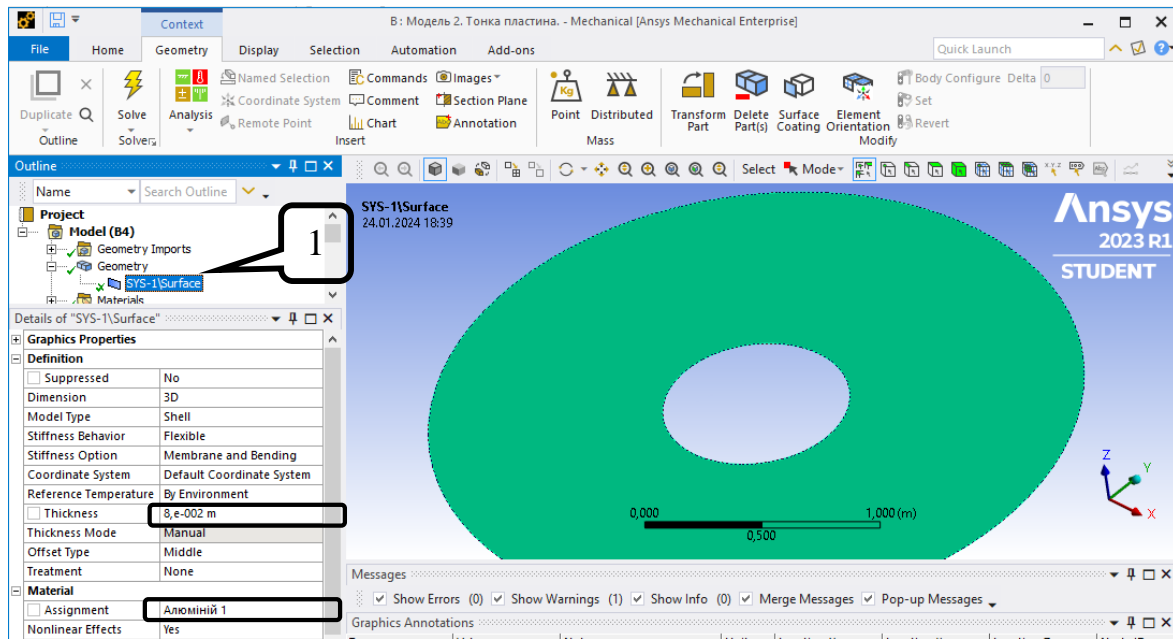 B : Модель 2. Тонка пластина. - Mechanical [Ansys Mechanical Enterprise]
Context
File Home Geometry Display Selection Automation Add-ons Quick Launch
Duplicate Solve Analysis
Named Selection
Coordinate System
Remote Point
Commands
Comment
Chart
Images
Section Plane
Annotation
Point Distributed
Transform Part
Delete Part(s)
Surface Coating
Element Orientation
Body Configure Delta 0
Set
Revert
Outline Solver Insert Mass Modify
Outline
Name Search Outline
Project
Model (B4)
Geometry Imports
Geometry
SYS-1\Surface
Materials
1
Select Mode
SYS-1\Surface
24.01.2024 18:39
Ansys
2023 R1
STUDENT
Details of "SYS-1\Surface"
Graphics Properties
Definition
Suppressed No
Dimension 3D
Model Type Shell
Stiffness Behavior Flexible
Stiffness Option Membrane and Bending
Coordinate System Default Coordinate System
Reference Temperature By Environment
Thickness 8,e-002 m
Thickness Mode Manual
Offset Type Middle
Treatment None
Material
Assignment Алюміній 1
Nonlinear Effects Yes
0,000 1,000 (m)
0,500
Z
Y
X
Messages
Show Errors (0) Show Warnings (1) Show Info (0) Merge Messages Pop-up Messages
Graphics Annotations